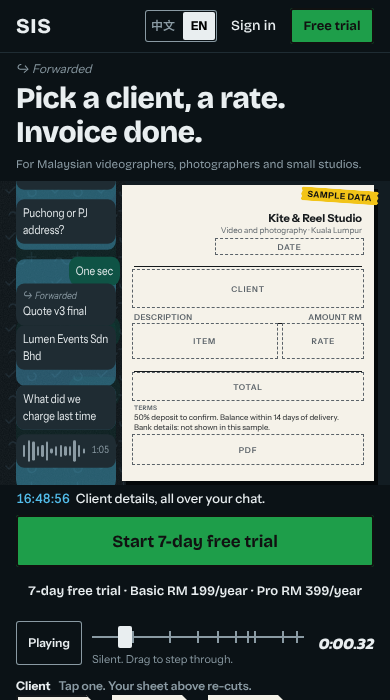 SIS
中文 EN
Sign in
Free trial
↪ Forwarded
Pick a client, a rate.
Invoice done.
For Malaysian videographers, photographers and small studios.
Puchong or PJ
address?
One sec
↪ Forwarded
Quote v3 final
Lumen Events Sdn
Bhd
What did we
charge last time
1:05
SAMPLE DATA
Kite & Reel Studio
Video and photography · Kuala Lumpur
DATE
CLIENT
DESCRIPTION AMOUNT RM
ITEM RATE
TOTAL
TERMS
50% deposit to confirm. Balance within 14 days of delivery.
Bank details: not shown in this sample.
PDF
16:48:56 Client details, all over your chat.
Start 7-day free trial
7-day free trial · Basic RM 199/year · Pro RM 399/year
Playing
0:00.32
Silent. Drag to step through.
Client Tap one. Your sheet above re-cuts.